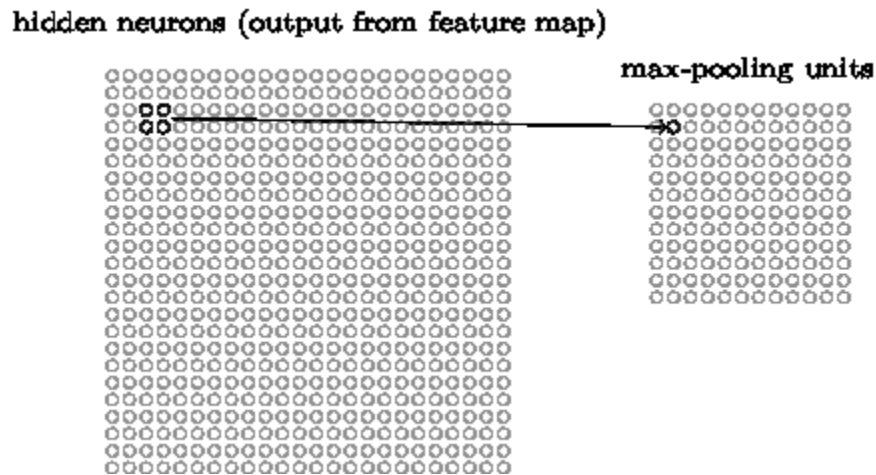 hidden neurons (output from feature map)
max-pooling units